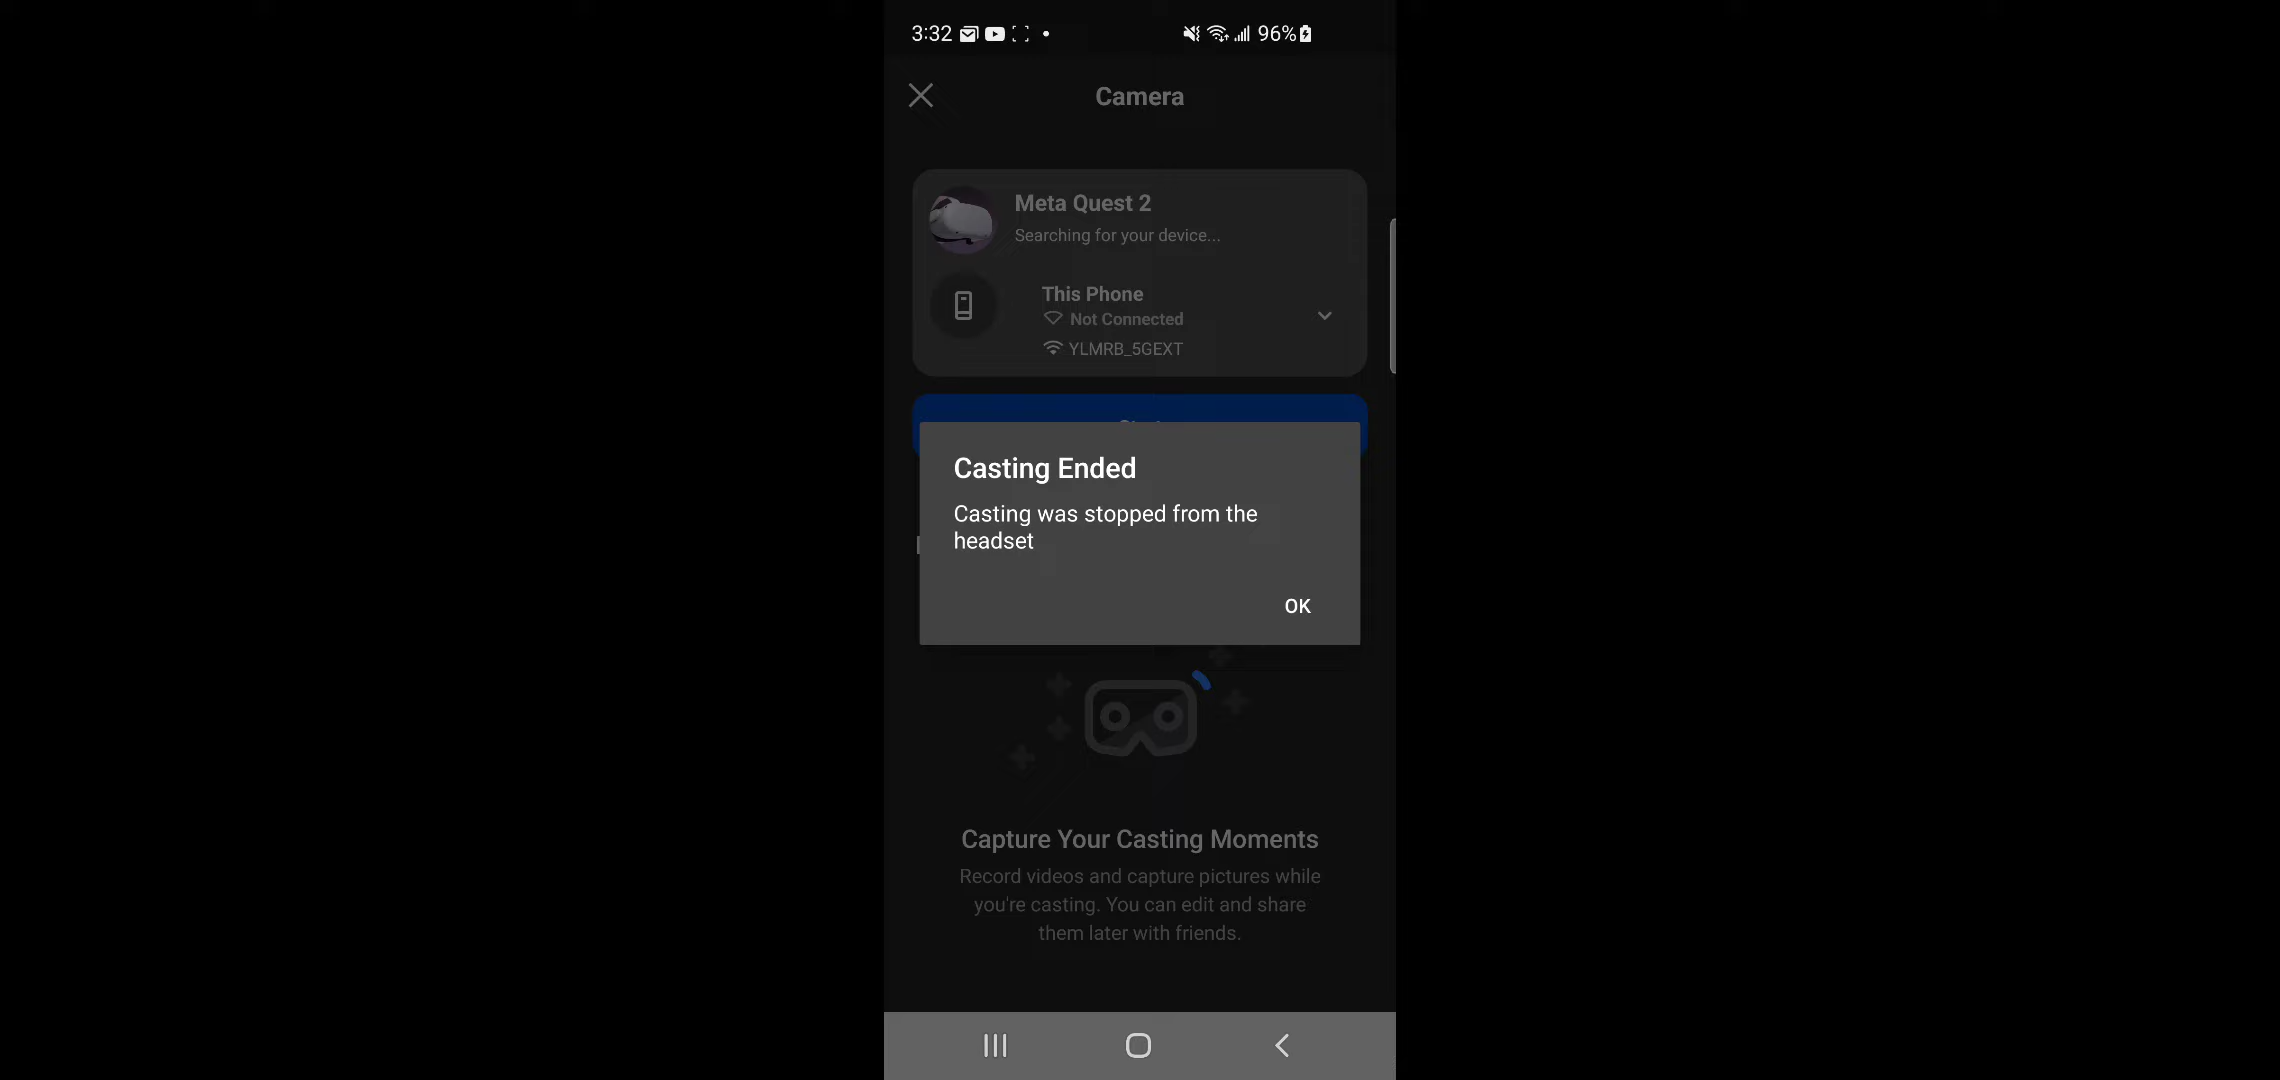 3:32
96%
Camera
Meta Quest 2
Searching for your device...
This Phone
Not Connected
YLMRB_5GEXT
Casting Ended
Casting was stopped from the
headset
OK
Capture Your Casting Moments
Record videos and capture pictures while
you're casting. You can edit and share
them later with friends.